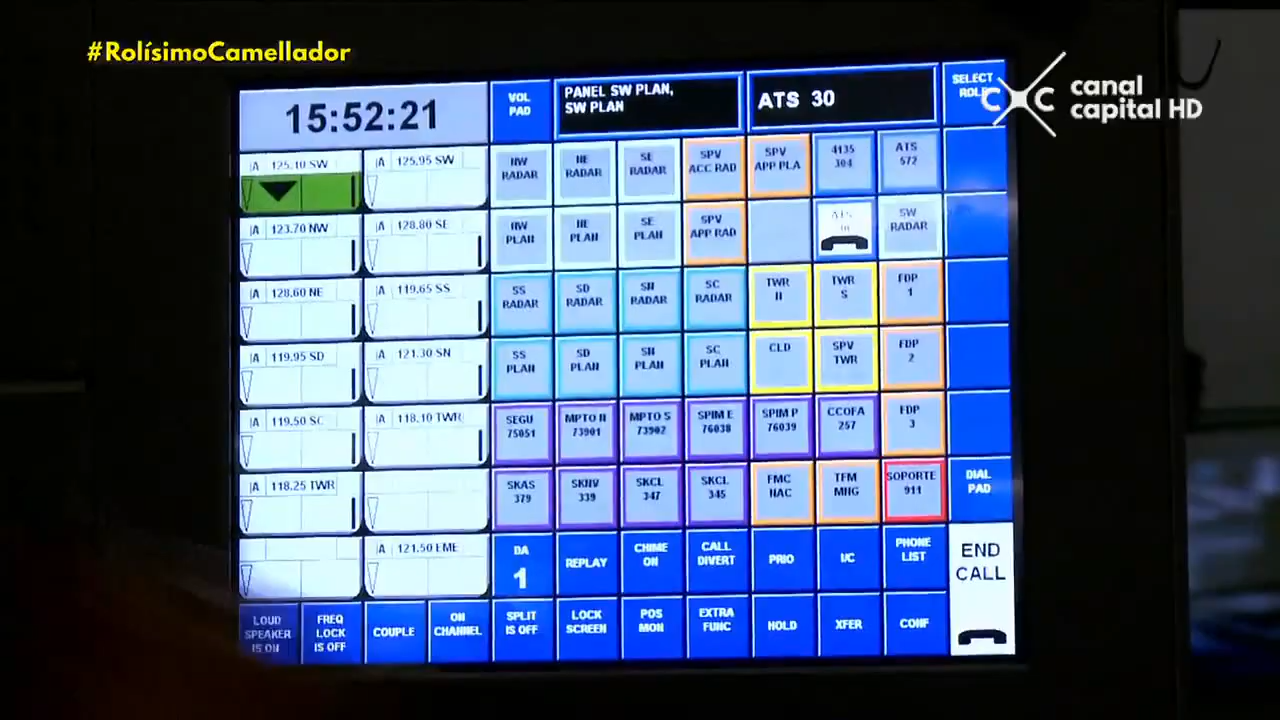 #RolísimoCamellador
canal
capital HD
15:52:21
VOL
PAD
PANEL SW PLAN,
SW PLAN
ATS 30
SELECT
ROLE
A 125.10 SW
A 125.95 SW
NW
RADAR
NE
RADAR
SE
RADAR
SPV
ACC RAD
SPV
APP PLA
4135
304
ATS
572
A 123.70 NW
A 128.80 SE
NW
PLAN
NE
PLAN
SE
PLAN
SPV
APP RAD
ATS
SW
RADAR
A 128.60 NE
A 119.65 SS
SS
RADAR
SD
RADAR
SN
RADAR
SC
RADAR
TWR
N
TWR
S
FDP
1
A 119.95 SD
A 121.30 SN
SS
PLAN
SD
PLAN
SN
PLAN
SC
PLAN
CLD
SPV
TWR
FDP
2
A 119.50 SC
A 118.10 TWR
SEGU
75051
MPTO N
73901
MPTO S
73902
SPIM E
76038
SPIM P
76039
CCOFA
257
FDP
3
A 118.25 TWR
SKAS
379
SKNV
339
SKCL
347
SKCL
345
FMC
NAC
TFM
MNG
SOPORTE
911
DIAL
PAD
A 121.50 EME
DA
1
REPLAY
CHIME
ON
CALL
DIVERT
PRIO
I/C
PHONE
LIST
END
CALL
LOUD
SPEAKER
IS ON
FREQ
LOCK
IS OFF
COUPLE
ON
CHANNEL
SPLIT
IS OFF
LOCK
SCREEN
POS
MON
EXTRA
FUNC
HOLD
XFER
CONF